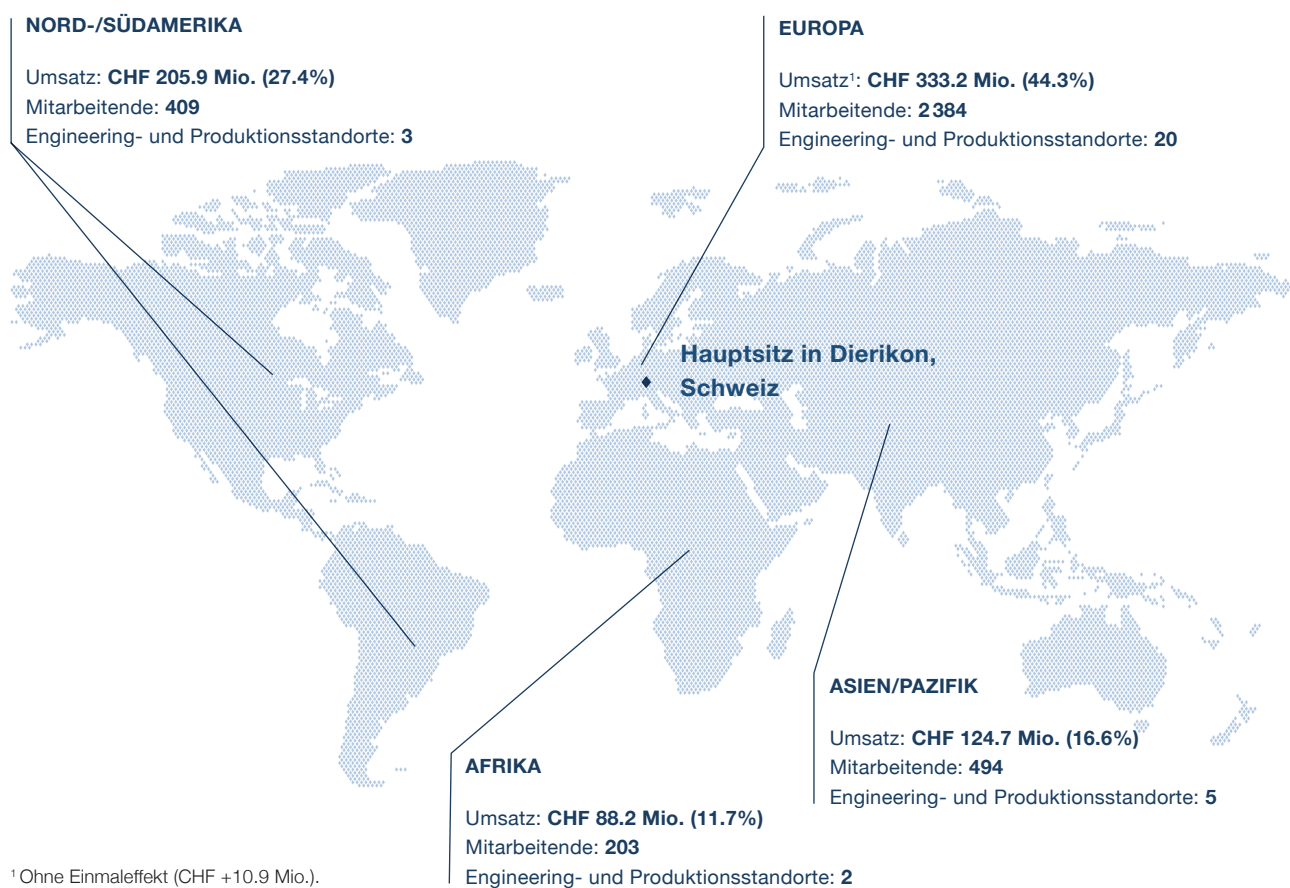 NORD-/SÜDAMERIKA
Umsatz: CHF 205.9 Mio. (27.4%)
Mitarbeitende: 409
Engineering- und Produktionsstandorte: 3
EUROPA
Umsatz¹: CHF 333.2 Mio. (44.3%)
Mitarbeitende: 2 384
Engineering- und Produktionsstandorte: 20
Hauptsitz in Dierikon,
Schweiz
ASIEN/PAZIFIK
Umsatz: CHF 124.7 Mio. (16.6%)
Mitarbeitende: 494
Engineering- und Produktionsstandorte: 5
AFRIKA
Umsatz: CHF 88.2 Mio. (11.7%)
Mitarbeitende: 203
Engineering- und Produktionsstandorte: 2
¹ Ohne Einmaleffekt (CHF +10.9 Mio.).